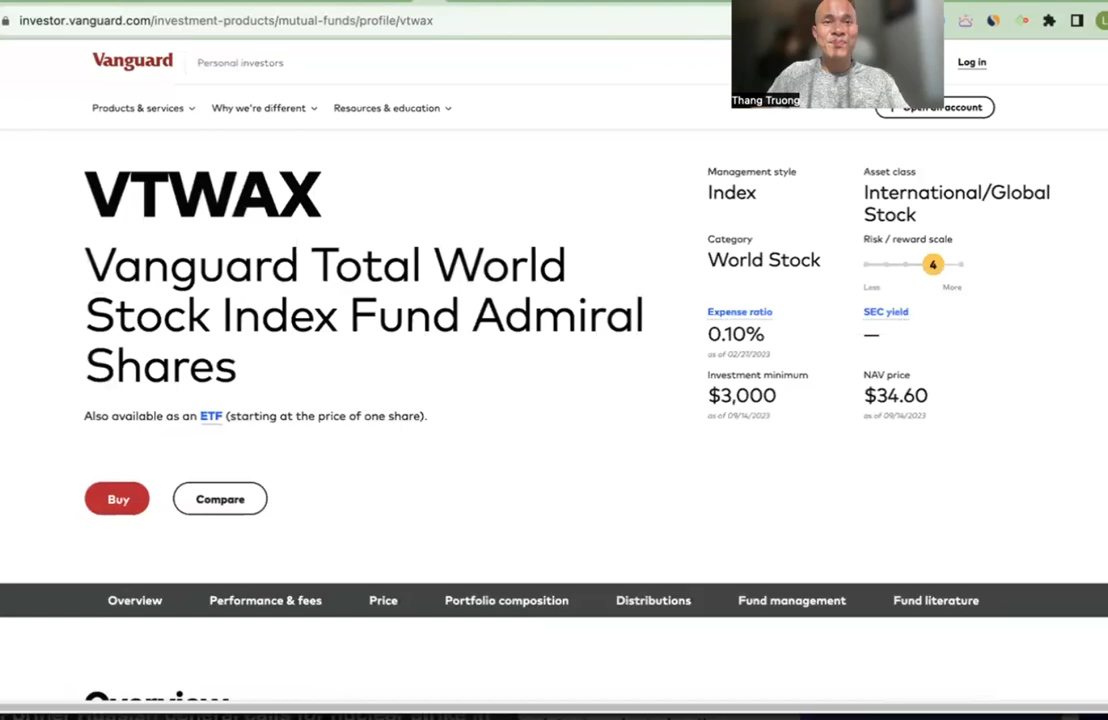 investor.vanguard.com/investment-products/mutual-funds/profile/vtwax
Vanguard
Personal investors
Log in
Thang Truong
Products & services
Why we're different
Resources & education
account
VTWAX
Vanguard Total World
Stock Index Fund Admiral
Shares
Also available as an ETF (starting at the price of one share).
Buy
Compare
Management style
Index
Asset class
International/Global
Stock
Category
World Stock
Risk / reward scale
4
Less
More
Expense ratio
0.10%
as of 02/27/2023
SEC yield
—
Investment minimum
$3,000
as of 09/14/2023
NAV price
$34.60
as of 09/14/2023
Overview
Performance & fees
Price
Portfolio composition
Distributions
Fund management
Fund literature
Overview